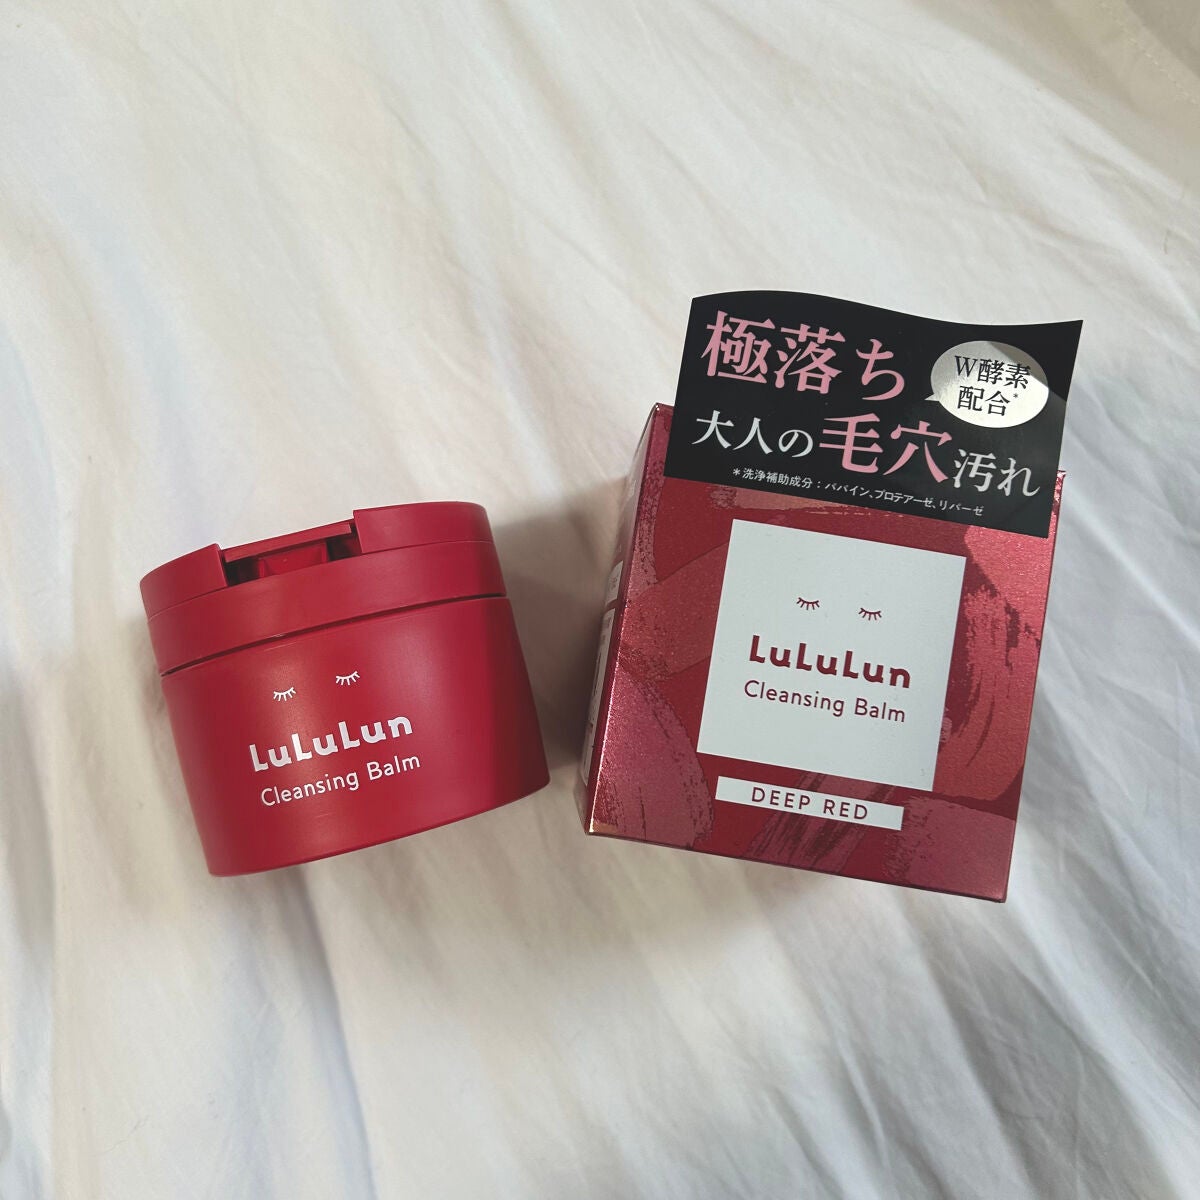 LuLuLun
Cleansing Balm
極落ち
大人の毛穴汚れ
W酵素
配合*
*洗浄補助成分：パパイン、プロテアーゼ、リパーゼ
LuLuLun
Cleansing Balm
DEEP RED